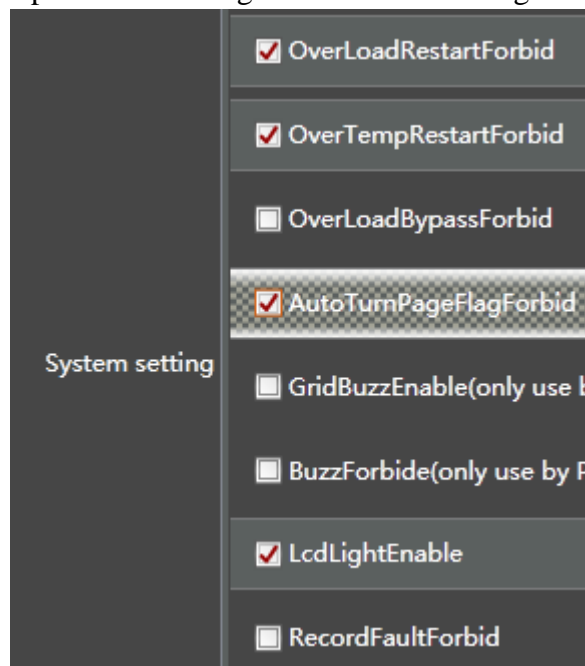 OverLoadRestartForbid
OverTempRestartForbid
OverLoadBypassForbid
AutoTurnPageFlagForbid
System setting
GridBuzzEnable(only use
BuzzForbide(only use by
LcdLightEnable
RecordFaultForbid